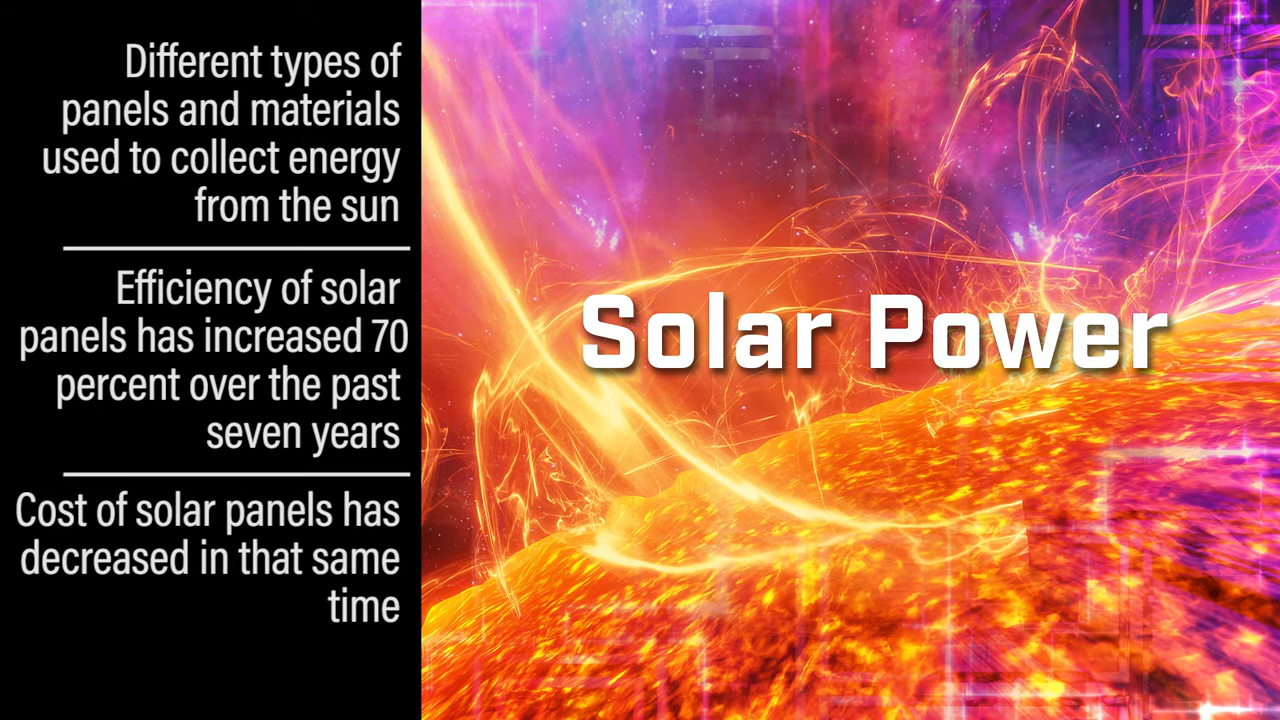 Different types of
panels and materials
used to collect energy
from the sun
Efficiency of solar
panels has increased 70
percent over the past
seven years
Cost of solar panels has
decreased in that same
time
Solar Power